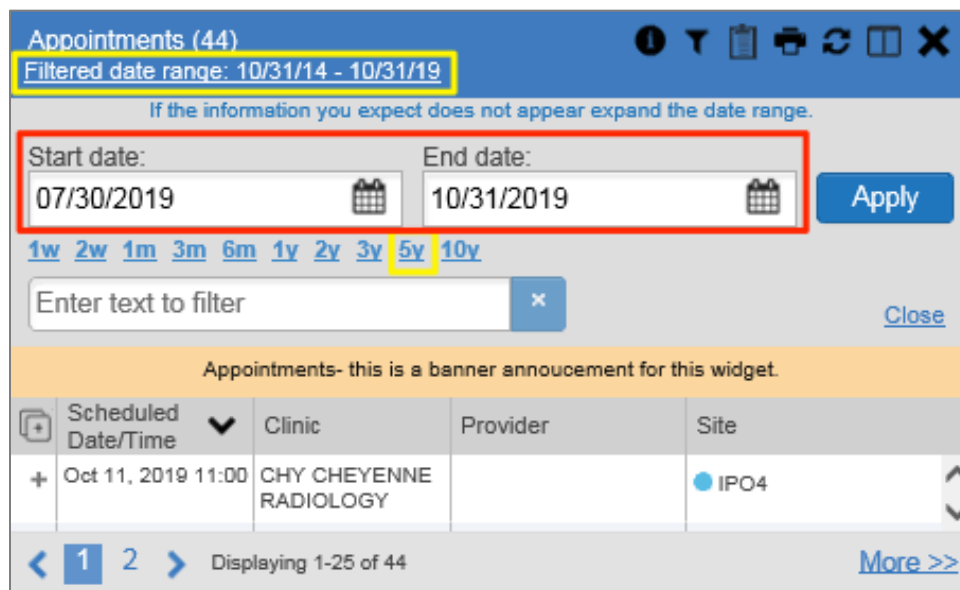 Appointments (44)
Filtered date range: 10/31/14 - 10/31/19
If the information you expect does not appear expand the date range.
Start date: End date:
07/30/2019 10/31/2019 Apply
1w 2w 1m 3m 6m 1y 2y 3y 5y 10y
Enter text to filter ×
Close
Appointments- this is a banner annoucement for this widget.
Scheduled
Date/Time Clinic Provider Site
+ Oct 11, 2019 11:00 CHY CHEYENNE
RADIOLOGY IPO4
1 2 Displaying 1-25 of 44 More >>